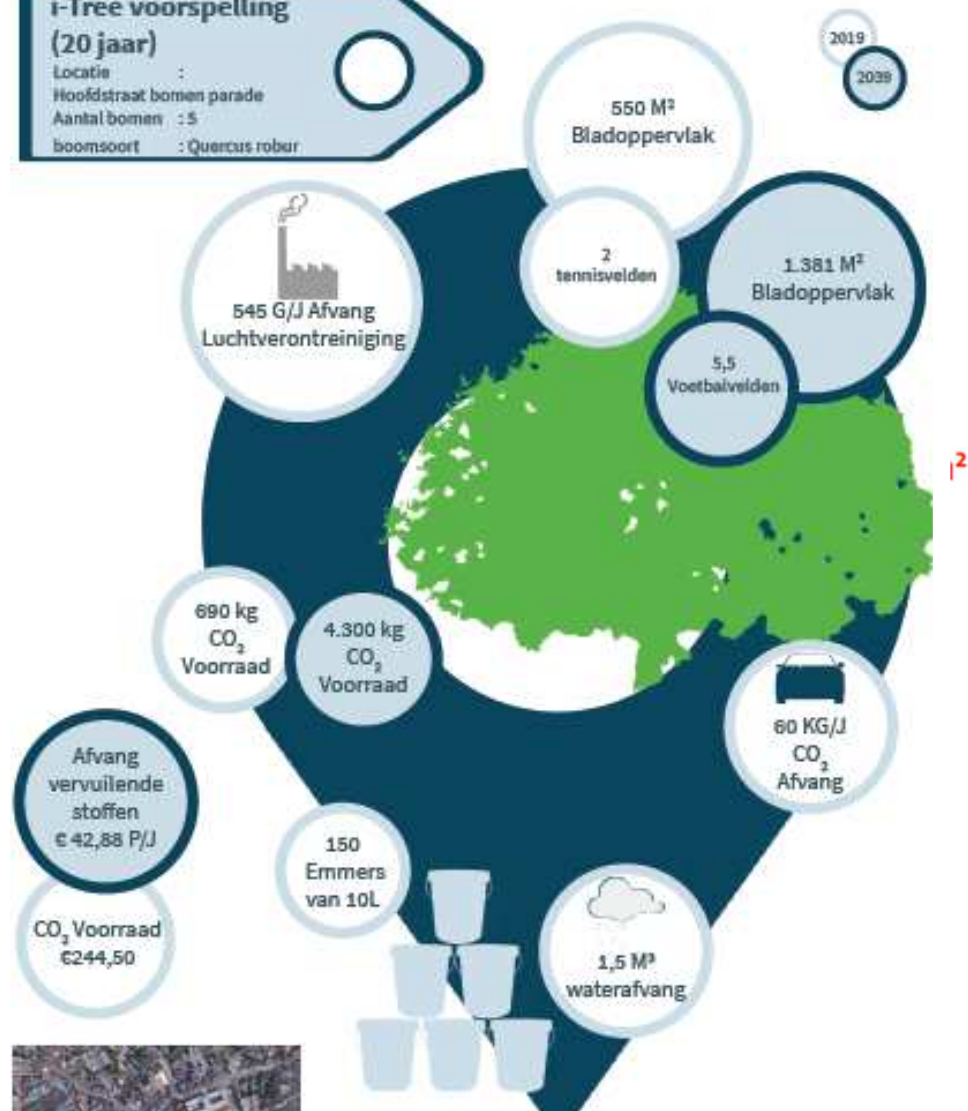 i-Tree voorspelling
(20 jaar)
Locatie :
Hoofdstraat bomen parade
Aantal bomen : 5
boomsoort : Quercus robur
2019
2039
550 M²
Bladoppervlak
2
tennisvelden
1.381 M²
Bladoppervlak
5,5
Voetbalvelden
545 G/J Afvang
Luchtverontreiniging
690 kg
CO₂
Voorraad
4.300 kg
CO₂
Voorraad
60 KG/J
CO₂
Afvang
Afvang
vervuilende
stoffen
€ 42,88 P/J
CO₂ Voorraad
€244,50
150
Emmers
van 10L
1,5 M³
waterafvang